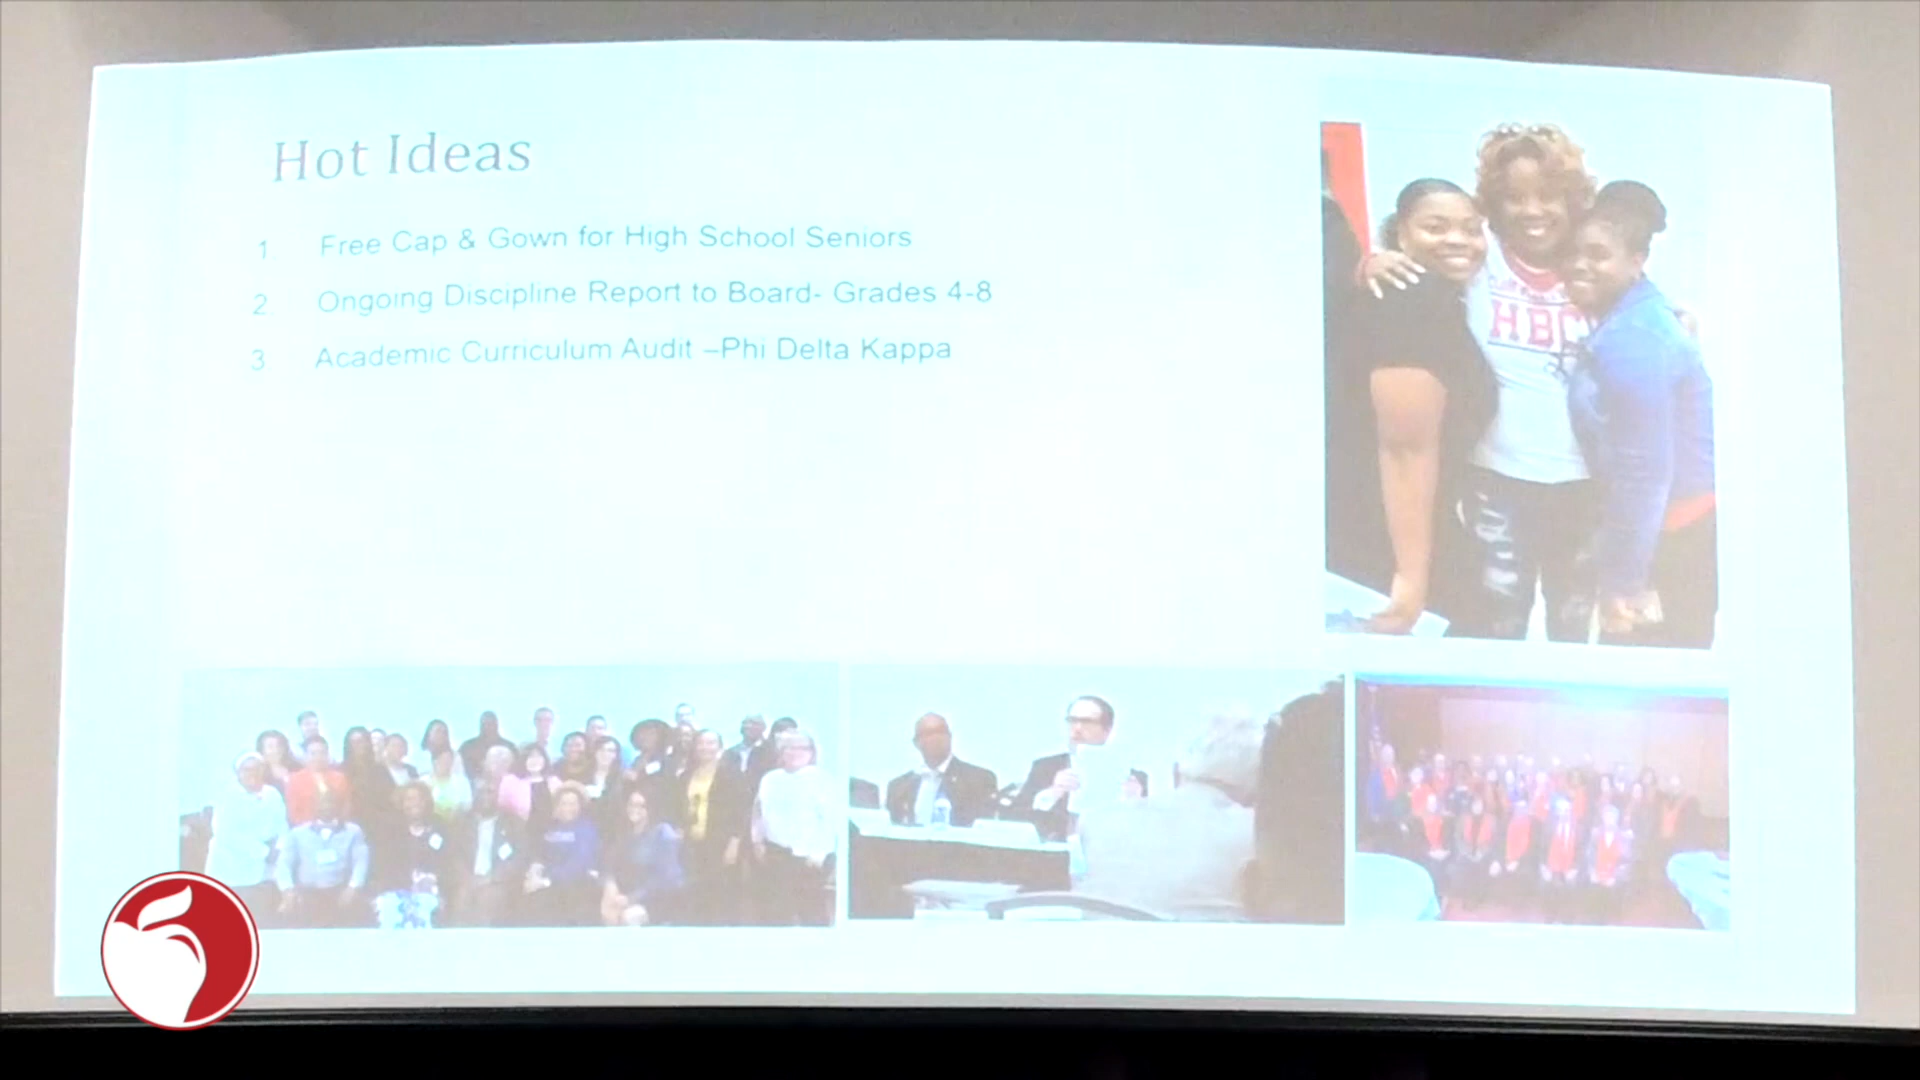 Hot Ideas
1 Free Cap & Gown for High School Seniors
2 Ongoing Discipline Report to Board- Grades 4-8
3 Academic Curriculum Audit –Phi Delta Kappa
HBC